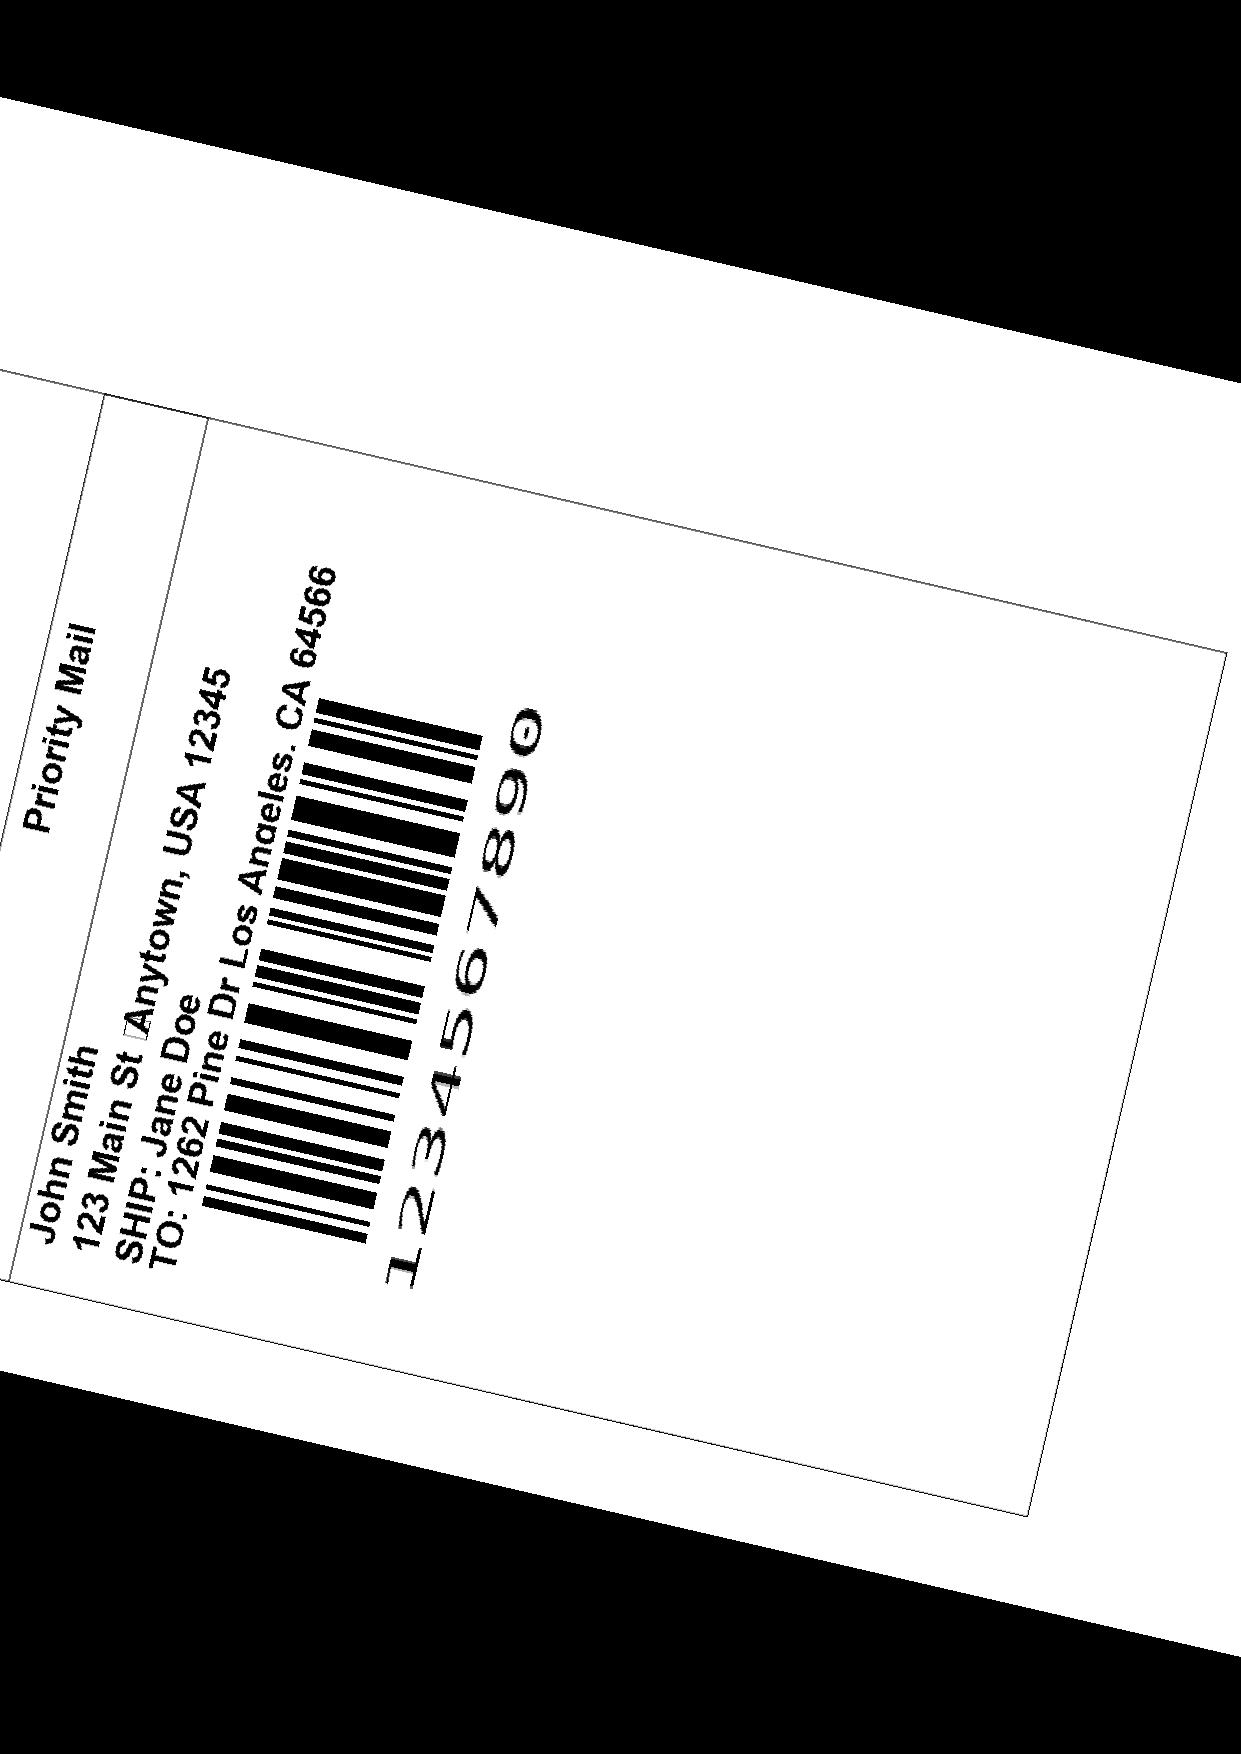 Priority Mail
John Smith
123 Main St Anytown, USA 12345
SHIP: Jane Doe
TO: 1262 Pine Dr Los Angeles. CA 64566
1234567890